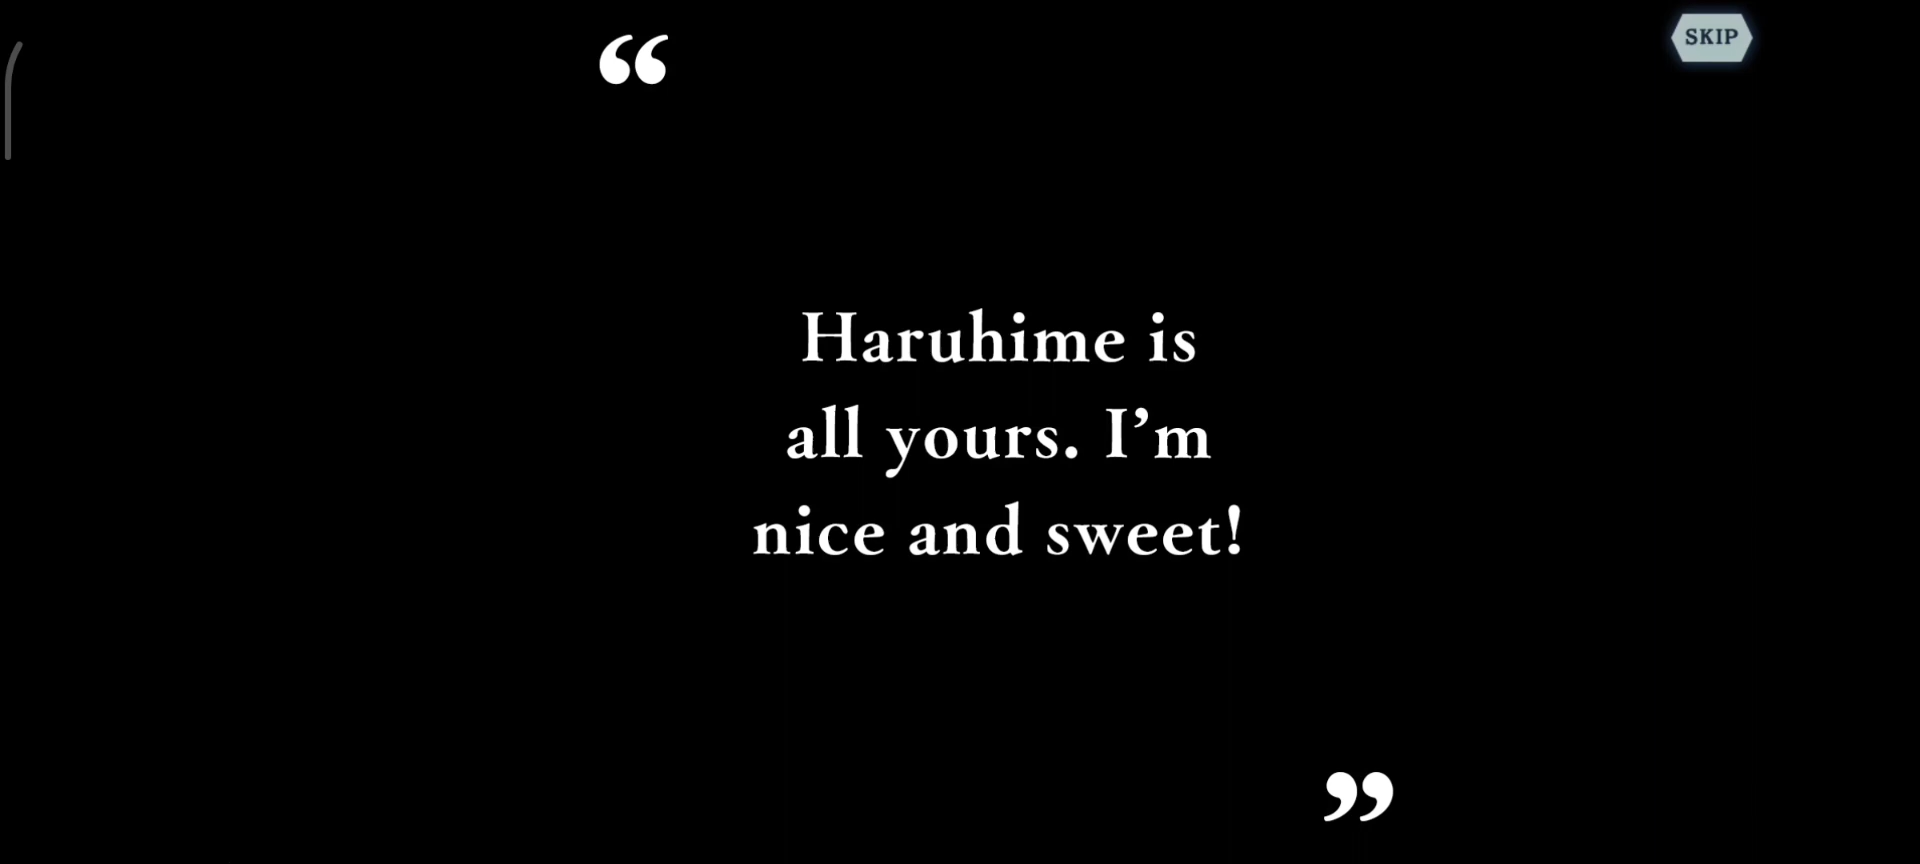 SKIP
“
Haruhime is
all yours. I’m
nice and sweet!
”